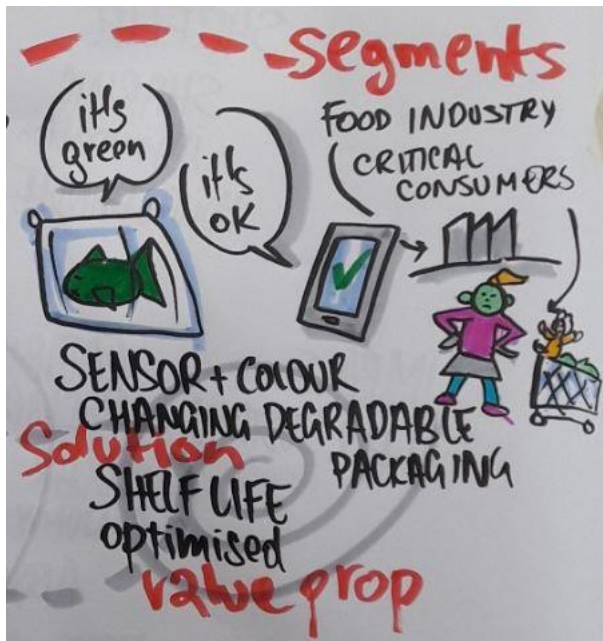 segments
it's
green
it's
OK
FOOD INDUSTRY
CRITICAL
CONSUMERS
SENSOR + COLOUR
CHANGING DEGRADABLE
PACKAGING
Solution
SHELF LIFE
optimised
value prop